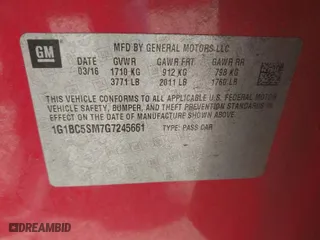 GM
MFD BY GENERAL MOTORS LLC
03/16 GVWR GAWR FRT GAWR RR
1710 KG 912 KG 798 KG
3771 LB 2011 LB 1760 LB
THIS VEHICLE CONFORMS TO ALL APPLICABLE U.S. FEDERAL MOTOR
VEHICLE SAFETY, BUMPER, AND THEFT PREVENTION STANDARDS IN
EFFECT ON THE DATE OF MANUFACTURE SHOWN ABOVE.
1G1BC5SM7G7245661 TYPE: PASS CAR
DREAMBID